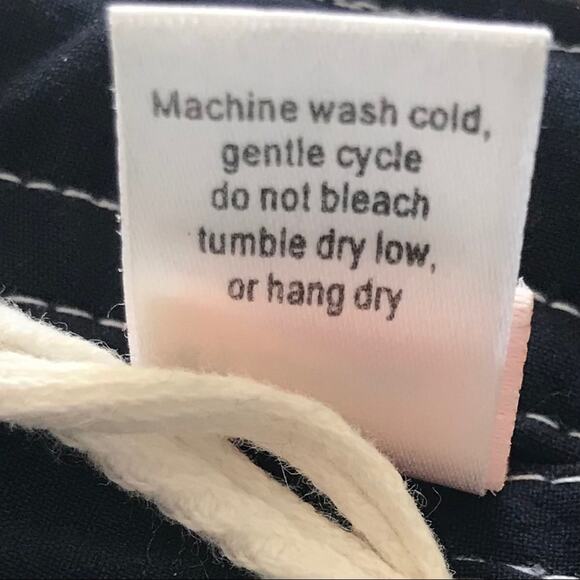 Machine wash cold,
gentle cycle
do not bleach
tumble dry low,
or hang dry